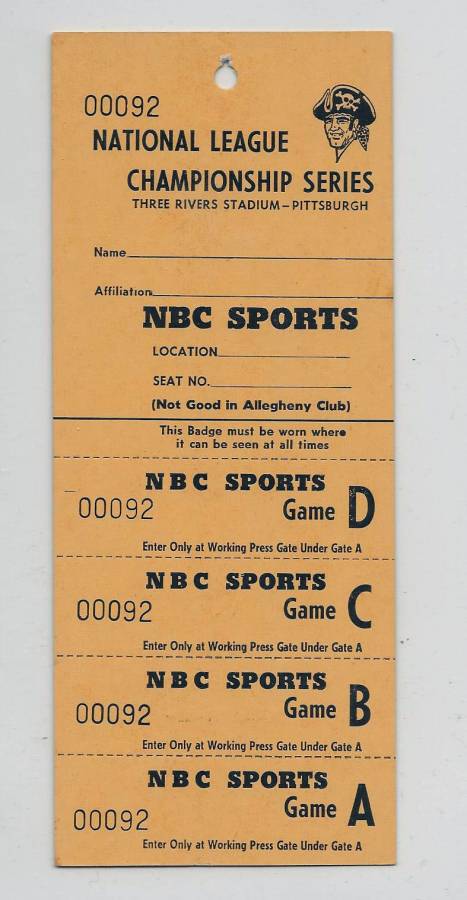 00092
NATIONAL LEAGUE
CHAMPIONSHIP SERIES
THREE RIVERS STADIUM—PITTSBURGH
Name
Affiliation
NBC SPORTS
LOCATION
SEAT NO.
(Not Good in Allegheny Club)
This Badge must be worn where
it can be seen at all times
NBC SPORTS
00092 Game D
Enter Only at Working Press Gate Under Gate A
NBC SPORTS
00092 Game C
Enter Only at Working Press Gate Under Gate A
NBC SPORTS
00092 Game B
Enter Only at Working Press Gate Under Gate A
NBC SPORTS
00092 Game A
Enter Only at Working Press Gate Under Gate A